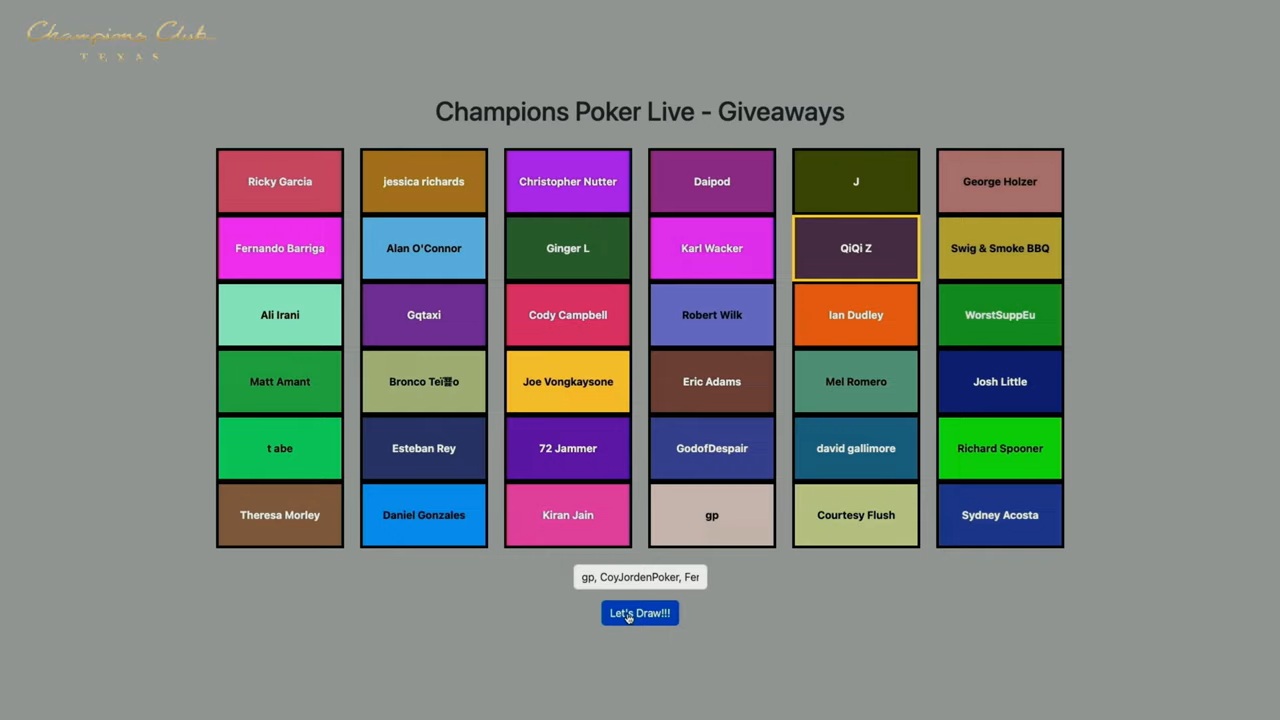 Champions Club
TEXAS
Champions Poker Live - Giveaways
Ricky Garcia
jessica richards
Christopher Nutter
Daipod
J
George Holzer
Fernando Barriga
Alan O'Connor
Ginger L
Karl Wacker
QiQi Z
Swig & Smoke BBQ
Ali Irani
Gqtaxi
Cody Campbell
Robert Wilk
Ian Dudley
WorstSuppEu
Matt Amant
Bronco
Joe Vongkaysone
Eric Adams
Mel Romero
Josh Little
t abe
Esteban Rey
72 Jammer
GodofDespair
david gallimore
Richard Spooner
Theresa Morley
Daniel Gonzales
Kiran Jain
gp
Courtesy Flush
Sydney Acosta
gp, CoyJordenPoker, Fer
Let's Draw!!!